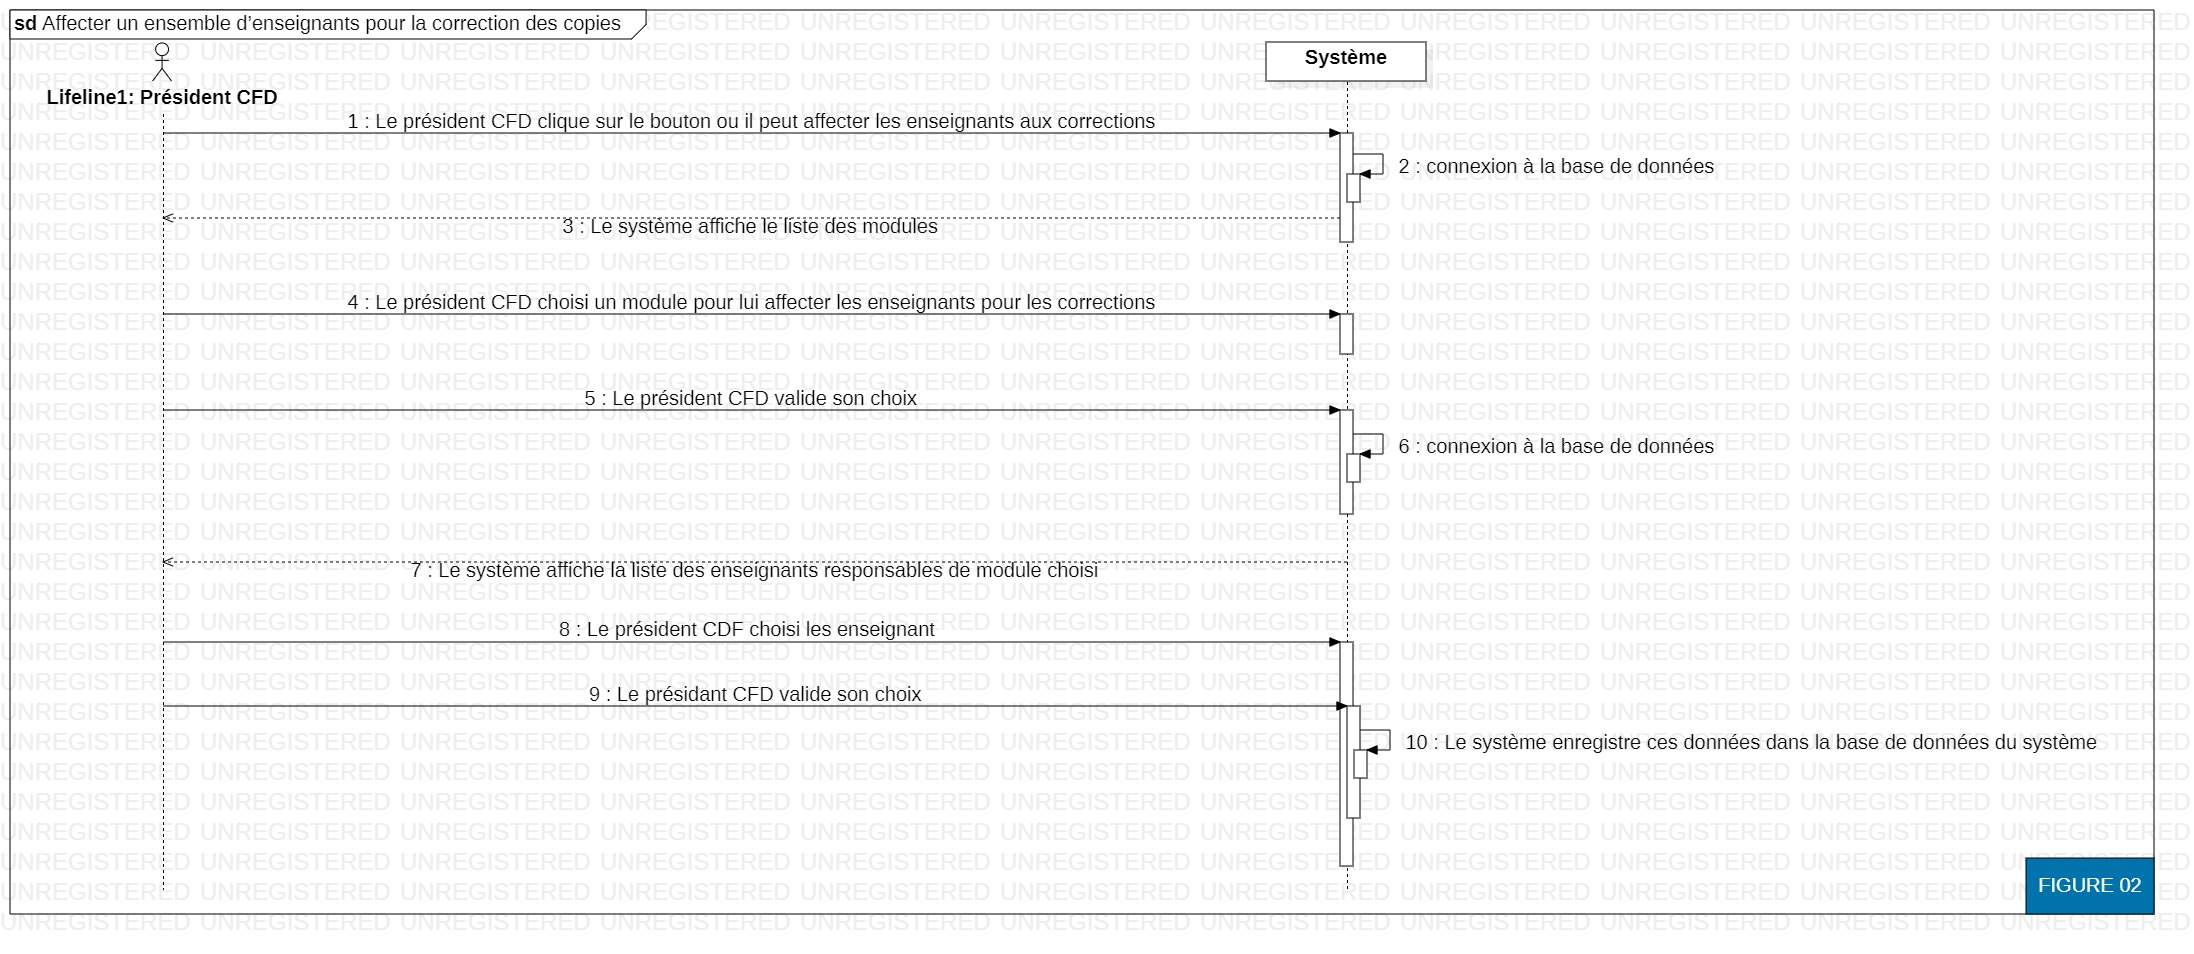 sd Affecter un ensemble d'enseignants pour la correction des copies
Système
Lifeline1: Président CFD
1 : Le président CFD clique sur le bouton ou il peut affecter les enseignants aux corrections
2 : connexion à la base de données
3 : Le système affiche le liste des modules
4 : Le président CFD choisi un module pour lui affecter les enseignants pour les corrections
5 : Le président CFD valide son choix
6 : connexion à la base de données
7 : Le système affiche la liste des enseignants responsables de module choisi
8 : Le président CDF choisi les enseignant
9 : Le présidant CFD valide son choix
10 : Le système enregistre ces données dans la base de données du système
FIGURE 02
UNREGISTERED